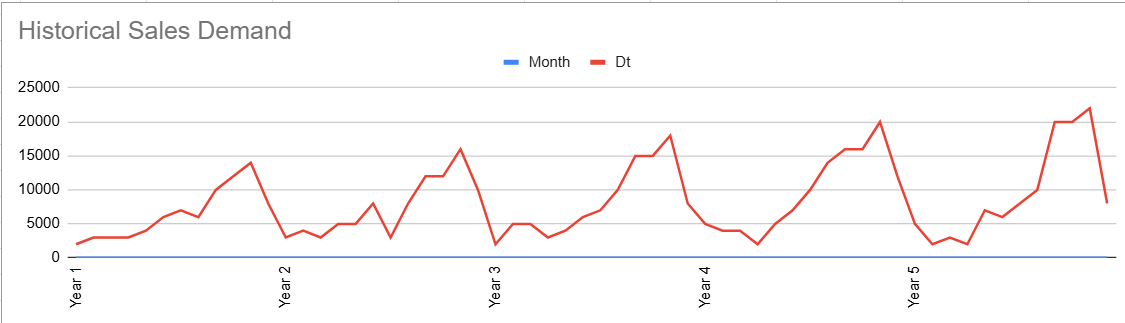 Historical Sales Demand
Month Dt
25000
20000
15000
10000
5000
0
Year 1 Year 2 Year 3 Year 4 Year 5